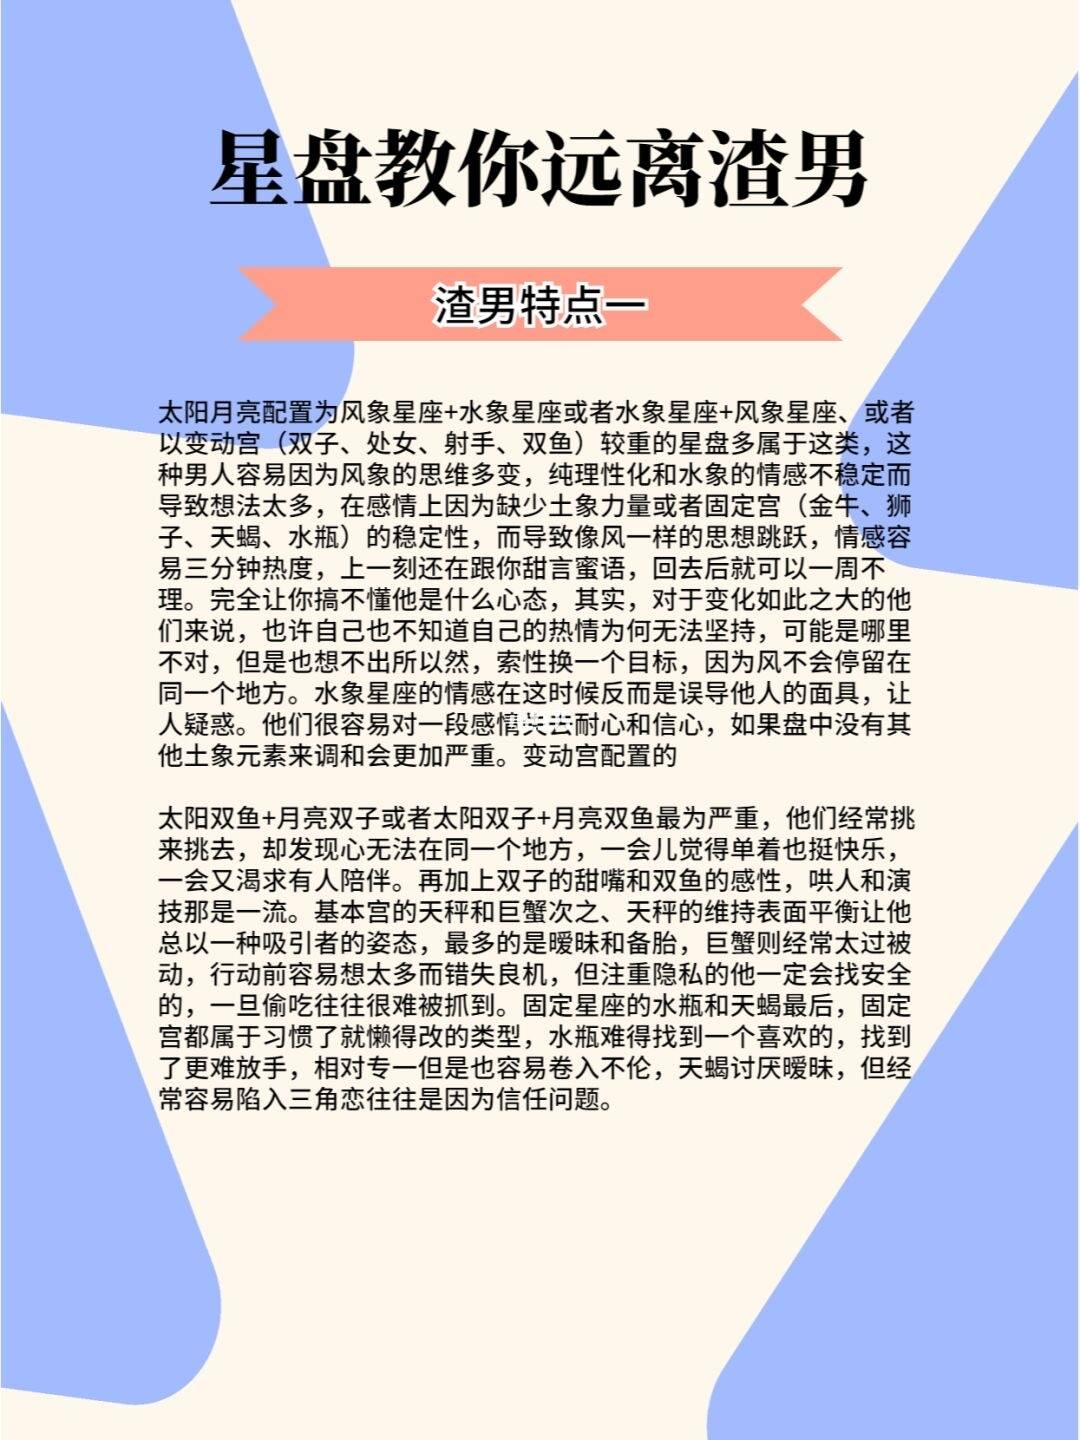 星盘教你远离渣男
渣男特点一
太阳月亮配置为风象星座+水象星座或者水象星座+风象星座、或者
以变动宫（双子、处女、射手、双鱼）较重的星盘多属于这类，这
种男人容易因为风象的思维多变，纯理性化和水象的情感不稳定而
导致想法太多，在感情上因为缺少土象力量或者固定宫（金牛、狮
子、天蝎、水瓶）的稳定性，而导致像风一样的思想跳跃，情感容
易三分钟热度，上一刻还在跟你甜言蜜语，回去后就可以一周不
理。完全让你搞不懂他是什么心态，其实，对于变化如此之大的他
们来说，也许自己也不知道自己的热情为何无法坚持，可能是哪里
不对，但是也想不出所以然，索性换一个目标，因为风不会停留在
同一个地方。水象星座的情感在这时候反而是误导他人的面具，让
人疑惑。他们很容易对一段感情失去耐心和信心，如果盘中没有其
他土象元素来调和会更加严重。变动宫配置的
太阳双鱼+月亮双子或者太阳双子+月亮双鱼最为严重，他们经常挑
来挑去，却发现心无法在同一个地方，一会儿觉得单着也挺快乐，
一会又渴求有人陪伴。再加上双子的甜嘴和双鱼的感性，哄人和演
技那是一流。基本宫的天秤和巨蟹次之、天秤的维持表面平衡让他
总以一种吸引者的姿态，最多的是暧昧和备胎，巨蟹则经常太过被
动，行动前容易想太多而错失良机，但注重隐私的他一定会找安全
的，一旦偷吃往往很难被抓到。固定星座的水瓶和天蝎最后，固定
宫都属于习惯了就懒得改的类型，水瓶难得找到一个喜欢的，找到
了更难放手，相对专一但是也容易卷入不伦，天蝎讨厌暧昧，但经
常容易陷入三角恋往往是因为信任问题。